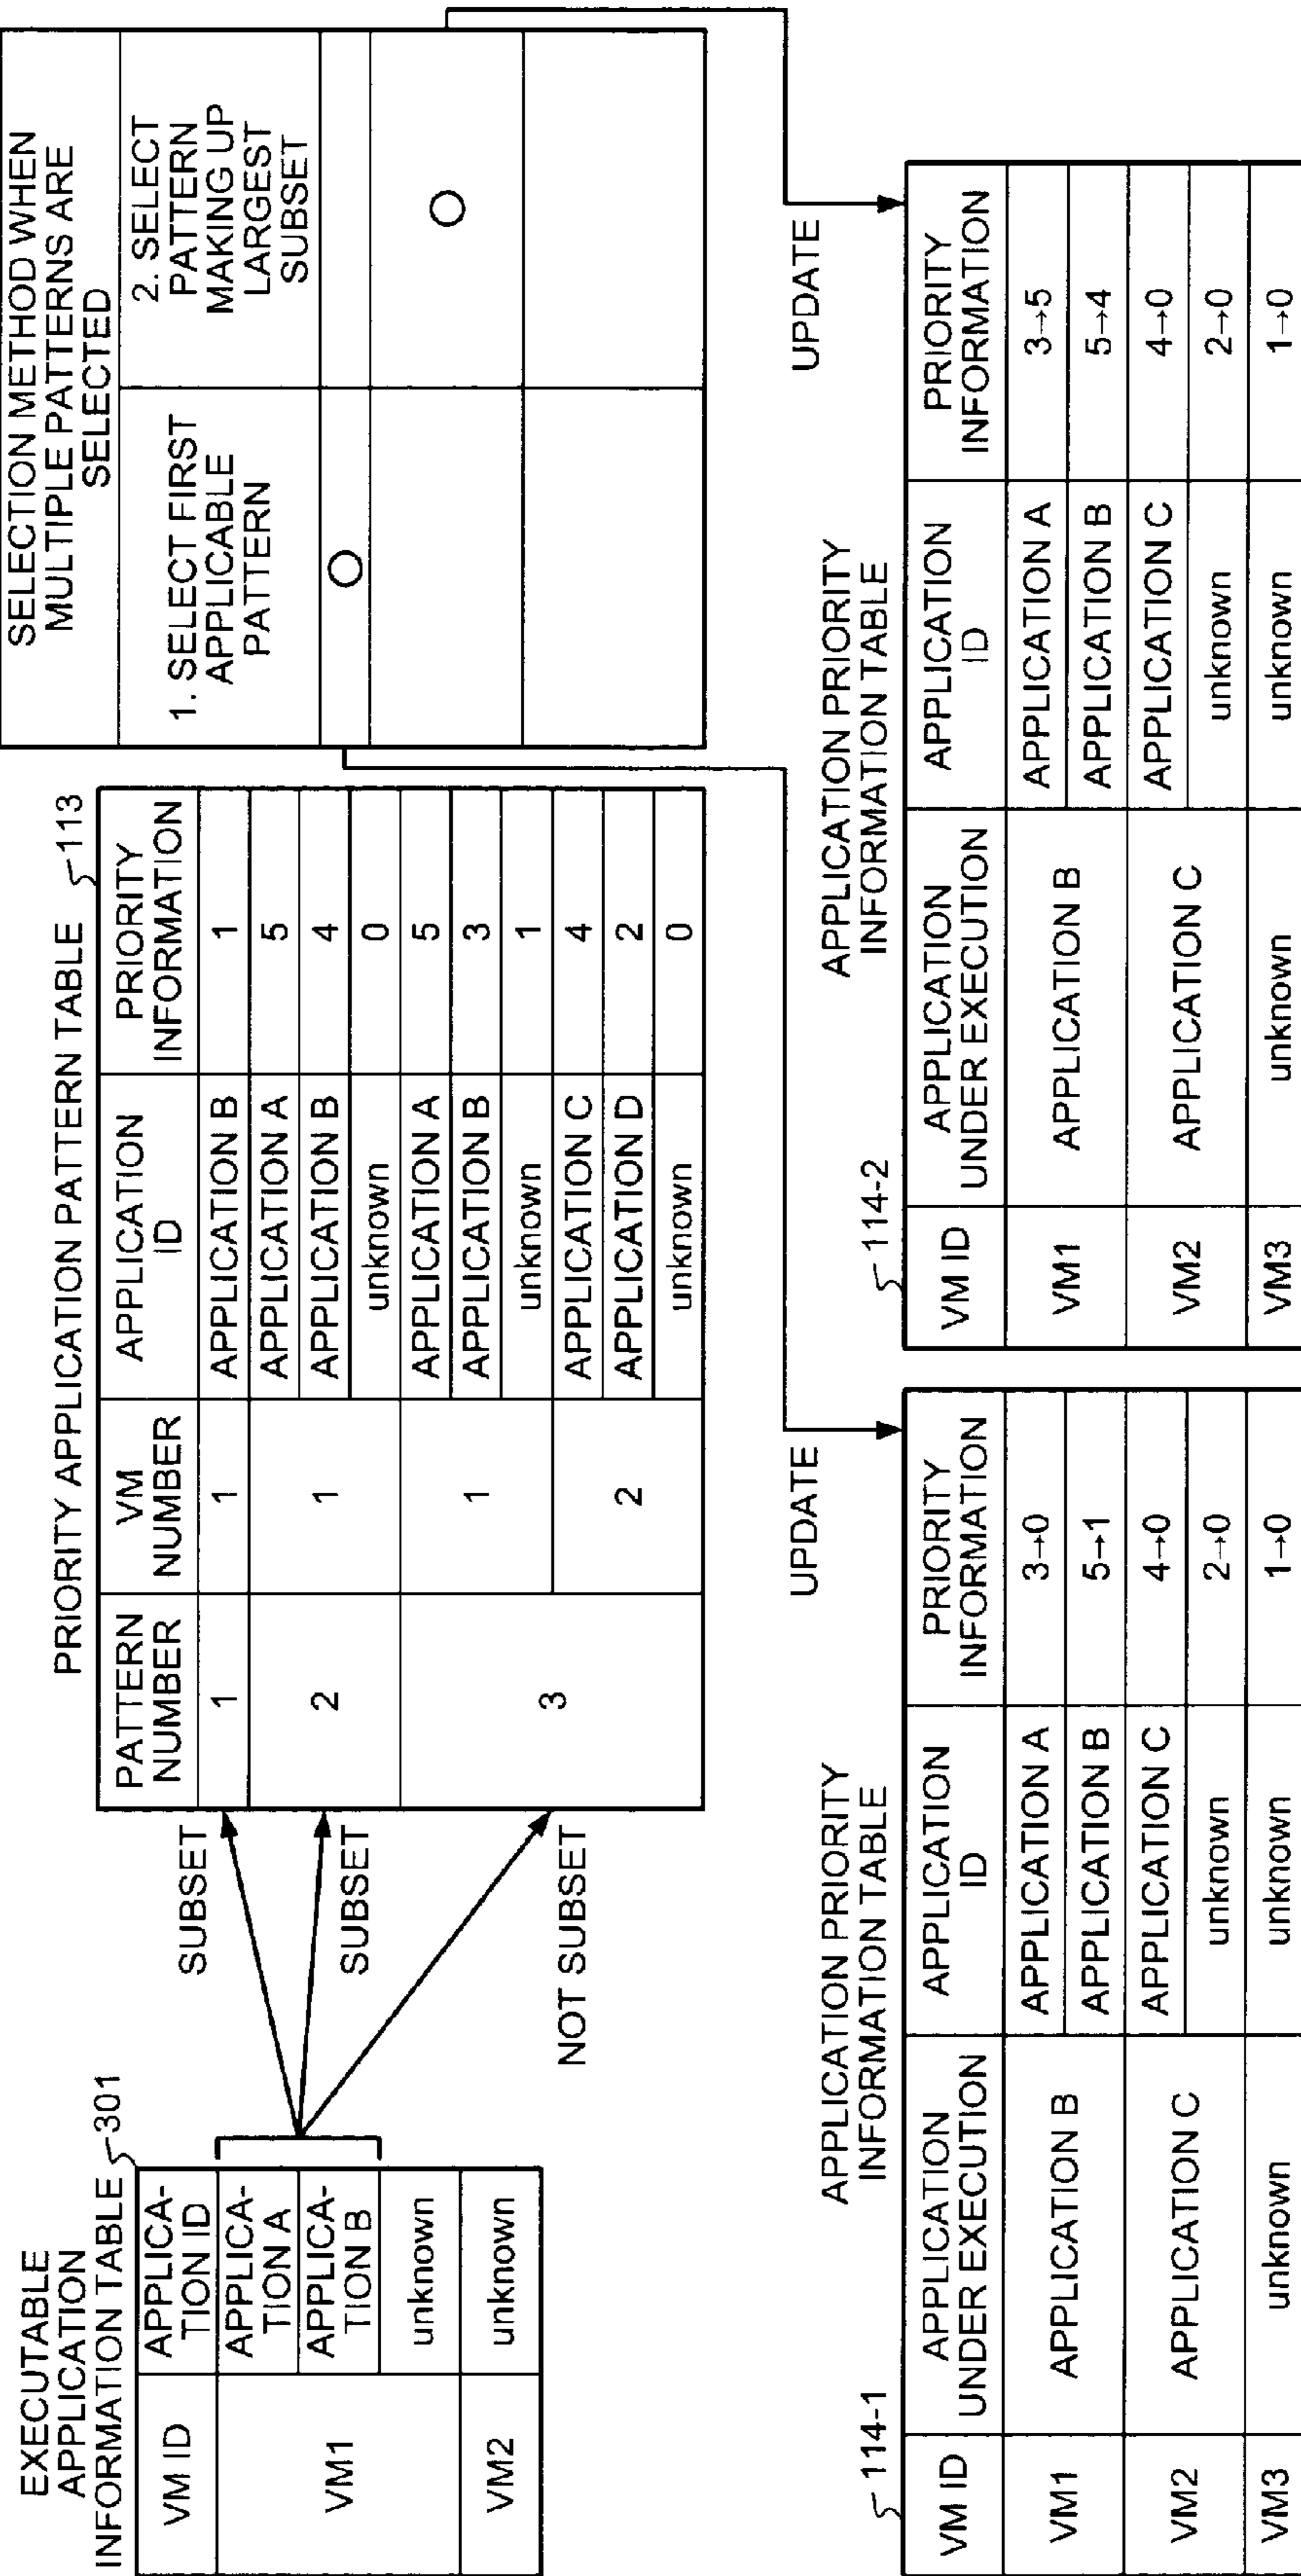 EXECUTABLE
APPLICATION
INFORMATION TABLE
301
VM ID
APPLICA-
TION ID
VM1
APPLICA-
TION A
APPLICA-
TION B
unknown
VM2
unknown
SUBSET
SUBSET
NOT SUBSET
PRIORITY APPLICATION PATTERN TABLE
113
PATTERN
NUMBER
VM
NUMBER
APPLICATION
ID
PRIORITY
INFORMATION
1
1
APPLICATION B
1
2
1
APPLICATION A
5
APPLICATION B
4
unknown
0
3
1
APPLICATION A
5
APPLICATION B
3
unknown
1
2
APPLICATION C
4
APPLICATION D
2
unknown
0
SELECTION METHOD WHEN
MULTIPLE PATTERNS ARE
SELECTED
1. SELECT FIRST
APPLICABLE
PATTERN
2. SELECT
PATTERN
MAKING UP
LARGEST
SUBSET
○
○
UPDATE
APPLICATION PRIORITY
INFORMATION TABLE
114-1
VM ID
APPLICATION
UNDER EXECUTION
APPLICATION
ID
PRIORITY
INFORMATION
VM1
APPLICATION B
APPLICATION A
3→0
APPLICATION B
5→1
VM2
APPLICATION C
APPLICATION C
4→0
unknown
2→0
VM3
unknown
unknown
1→0
UPDATE
APPLICATION PRIORITY
INFORMATION TABLE
114-2
VM ID
APPLICATION
UNDER EXECUTION
APPLICATION
ID
PRIORITY
INFORMATION
VM1
APPLICATION B
APPLICATION A
3→5
APPLICATION B
5→4
VM2
APPLICATION C
APPLICATION C
4→0
unknown
2→0
VM3
unknown
unknown
1→0